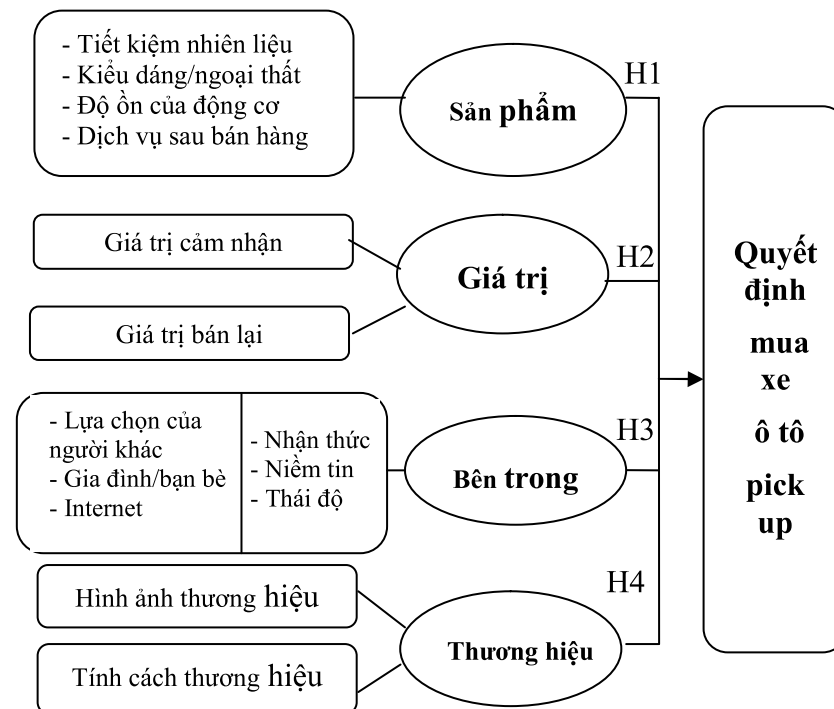 - Tiết kiệm nhiên liệu
- Kiểu dáng/ngoại thất
- Độ ồn của động cơ
- Dịch vụ sau bán hàng
Sản phẩm
H1
Giá trị cảm nhận
Giá trị bán lại
Giá trị
H2
- Lựa chọn của
người khác
- Gia đình/bạn bè
- Internet
- Nhận thức
- Niềm tin
- Thái độ
Bên trong
H3
Hình ảnh thương hiệu
Tính cách thương hiệu
Thương hiệu
H4
Quyết
định
mua
xe
ô tô
pick
up